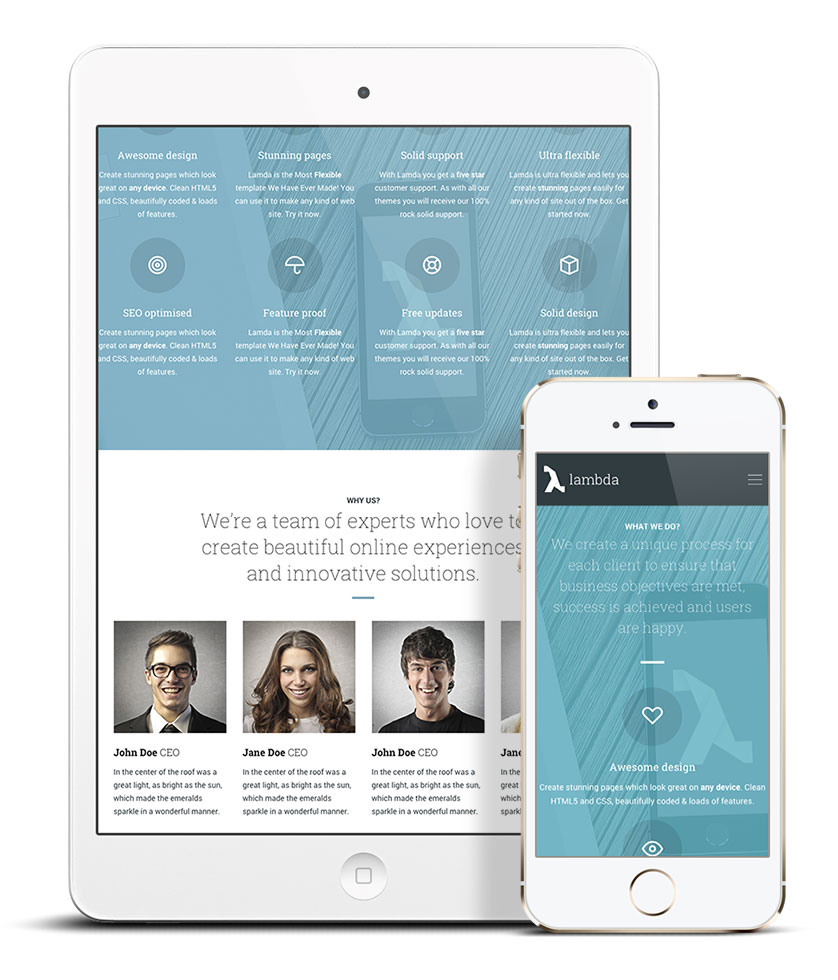 Awesome design
Create stunning pages which look
great on any device. Clean HTML5
and CSS, beautifully coded & loads
of features.
Stunning pages
Lamda is the Most Flexible
template We Have Ever Made! You
can use it to make any kind of web
site. Try it now.
Solid support
With Lamda you get a five star
customer support. As with all our
themes you will receive our 100%
rock solid support.
Ultra flexible
Lamda is ultra flexible and lets you
create stunning pages easily for
any kind of site out of the box. Get
started now.
SEO optimised
Create stunning pages which look
great on any device. Clean HTML5
and CSS, beautifully coded & loads
of features.
Feature proof
Lamda is the Most Flexible
template We Have Ever Made! You
can use it to make any kind of web
site. Try it now.
Free updates
With Lamda you get a five star
customer support. As with all our
themes you will receive our 100%
rock solid support.
Solid design
Lamda is ultra flexible and lets you
create stunning pages easily for
any kind of site out of the box. Get
started now.
WHY US?
We're a team of experts who love to
create beautiful online experiences
and innovative solutions.
John Doe CEO
In the center of the roof was a
great light, as bright as the sun,
which made the emeralds
sparkle in a wonderful manner.
Jane Doe CEO
In the center of the roof was a
great light, as bright as the sun,
which made the emeralds
sparkle in a wonderful manner.
John Doe CEO
In the center of the roof was a
great light, as bright as the sun,
which made the emeralds
sparkle in a wonderful manner.
In
gre
wh
spa
lambda
WHAT WE DO?
We create a unique process for
each client to ensure that
business objectives are met,
success is achieved and users
are happy.
Awesome design
Create stunning pages which look great on any device. Clean
HTML5 and CSS, beautifully coded & loads of features.